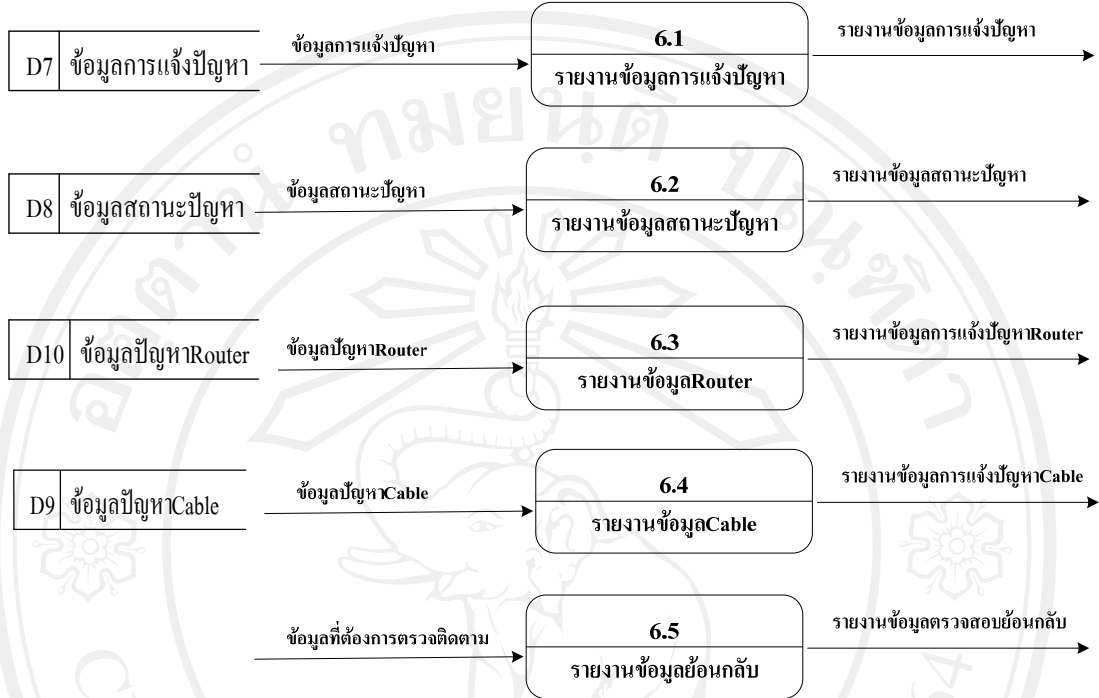 D7 ข้อมูลการแจ้งปัญหา
ข้อมูลการแจ้งปัญหา
6.1
รายงานข้อมูลการแจ้งปัญหา
รายงานข้อมูลการแจ้งปัญหา
D8 ข้อมูลสถานะปัญหา
ข้อมูลสถานะปัญหา
6.2
รายงานข้อมูลสถานะปัญหา
รายงานข้อมูลสถานะปัญหา
D10 ข้อมูลปัญหาRouter
ข้อมูลปัญหาRouter
6.3
รายงานข้อมูลRouter
รายงานข้อมูลการแจ้งปัญหาRouter
D9 ข้อมูลปัญหาCable
ข้อมูลปัญหาCable
6.4
รายงานข้อมูลCable
รายงานข้อมูลการแจ้งปัญหาCable
ข้อมูลที่ต้องการตรวจติดตาม
6.5
รายงานข้อมูลย้อนกลับ
รายงานข้อมูลตรวจสอบย้อนกลับ
อตฺตานํ ทมยนฺติ ปณฺฑิตา